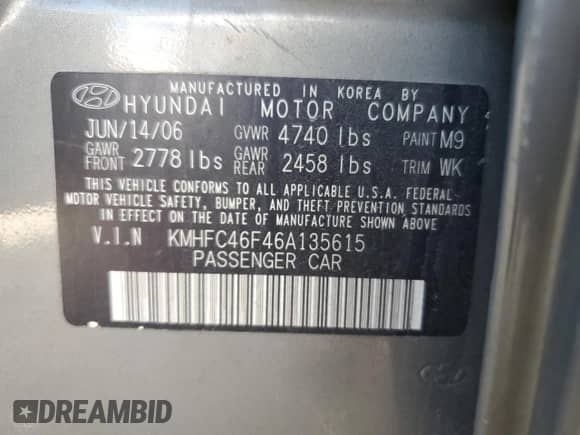 MANUFACTURED IN KOREA BY
HYUNDAI MOTOR COMPANY
JUN/14/06 GVWR 4740 lbs PAINT M9
GAWR FRONT 2778 lbs GAWR REAR 2458 lbs TRIM WK
THIS VEHICLE CONFORMS TO ALL APPLICABLE U.S.A. FEDERAL
MOTOR VEHICLE SAFETY, BUMPER, AND THEFT PREVENTION STANDARDS
IN EFFECT ON THE DATE OF MANUFACTURE SHOWN ABOVE.
V.I.N KMHFC46F46A135615
PASSENGER CAR
DREAMBID